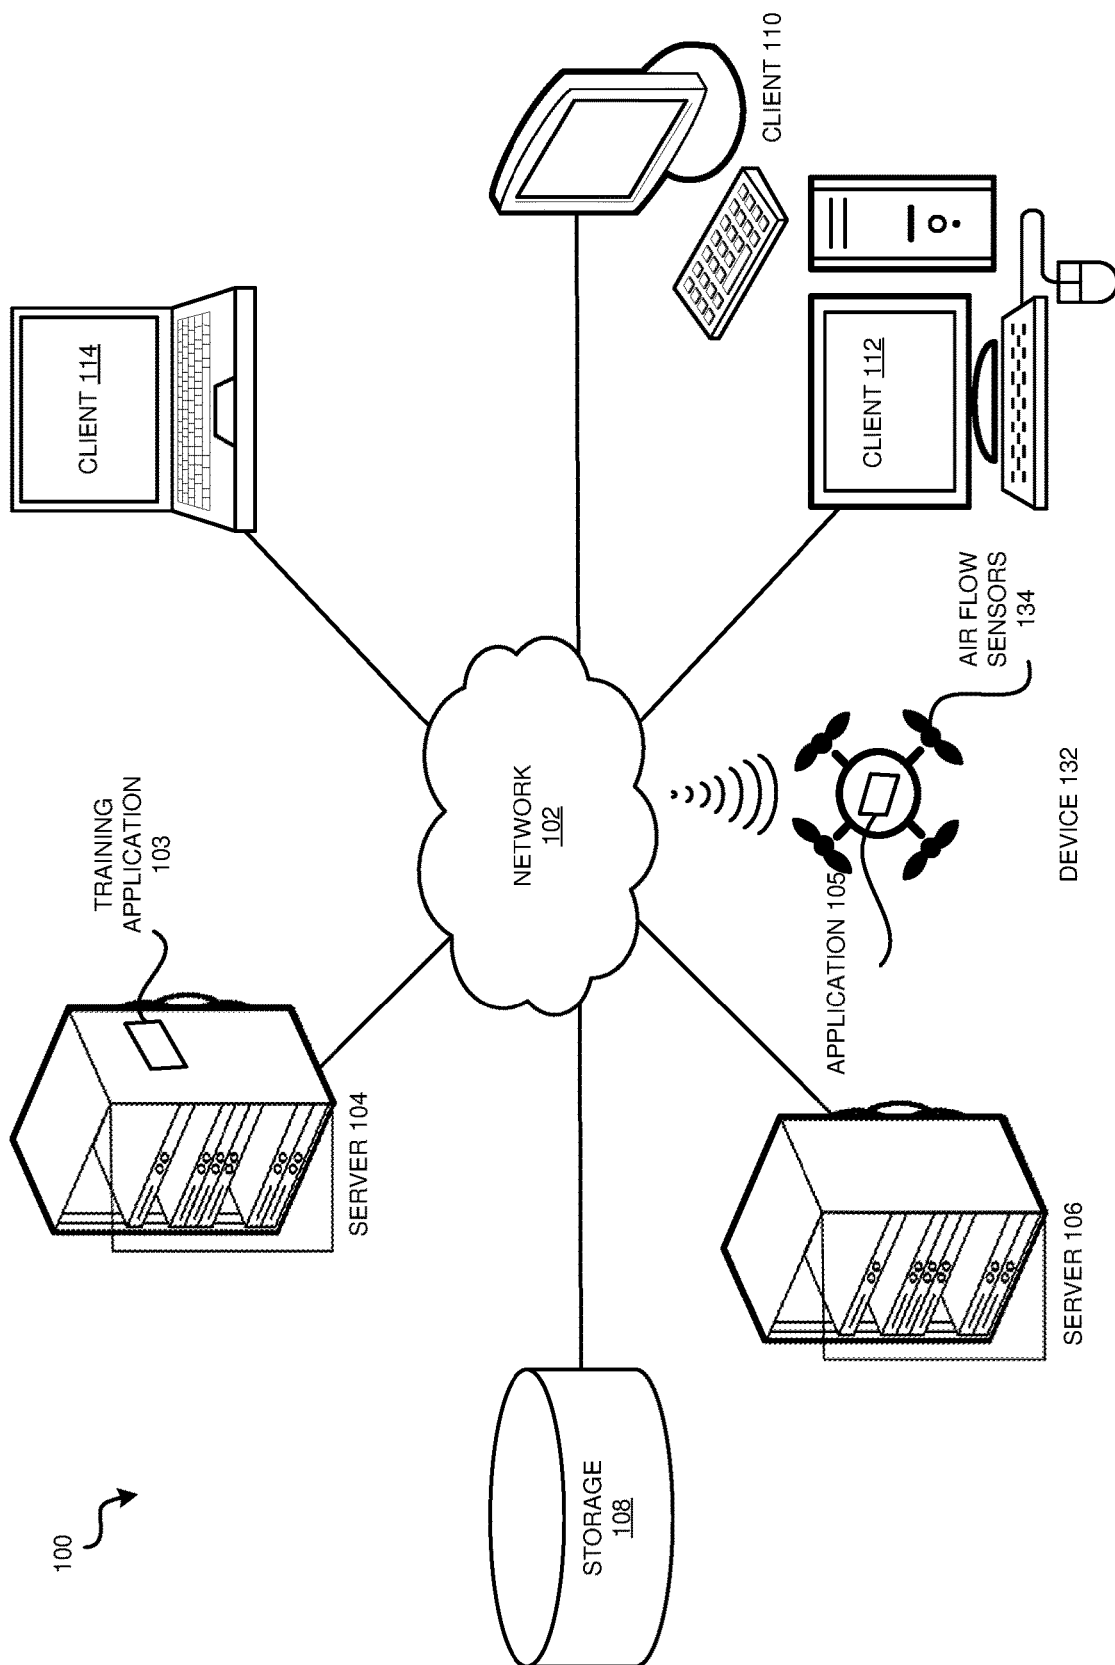 100
SERVER 104
TRAINING
APPLICATION
103
CLIENT 114
STORAGE
108
NETWORK
102
CLIENT 110
SERVER 106
APPLICATION 105
DEVICE 132
AIR FLOW
SENSORS
134
CLIENT 112